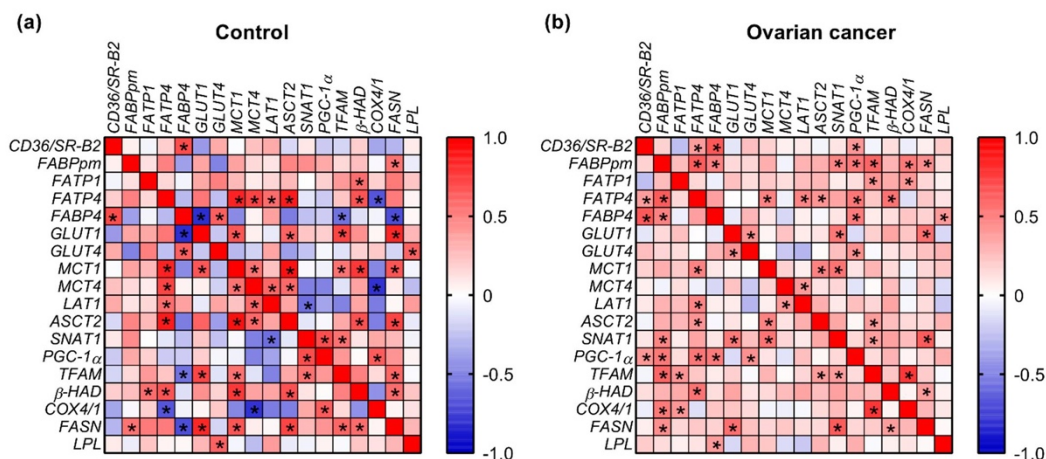 (a)
Control
CD36/SR-B2
FABPpm
FATP1
FATP4
FABP4
GLUT1
GLUT4
MCT1
MCT4
LAT1
ASCT2
SNAT1
PGC-1α
TFAM
β-HAD
COX4/1
FASN
LPL
CD36/SR-B2
FABPpm
FATP1
FATP4
FABP4
GLUT1
GLUT4
MCT1
MCT4
LAT1
ASCT2
SNAT1
PGC-1α
TFAM
β-HAD
COX4/1
FASN
LPL
1.0
0.5
0
-0.5
-1.0
(b)
Ovarian cancer
CD36/SR-B2
FABPpm
FATP1
FATP4
FABP4
GLUT1
GLUT4
MCT1
MCT4
LAT1
ASCT2
SNAT1
PGC-1α
TFAM
β-HAD
COX4/1
FASN
LPL
CD36/SR-B2
FABPpm
FATP1
FATP4
FABP4
GLUT1
GLUT4
MCT1
MCT4
LAT1
ASCT2
SNAT1
PGC-1α
TFAM
β-HAD
COX4/1
FASN
LPL
1.0
0.5
0
-0.5
-1.0